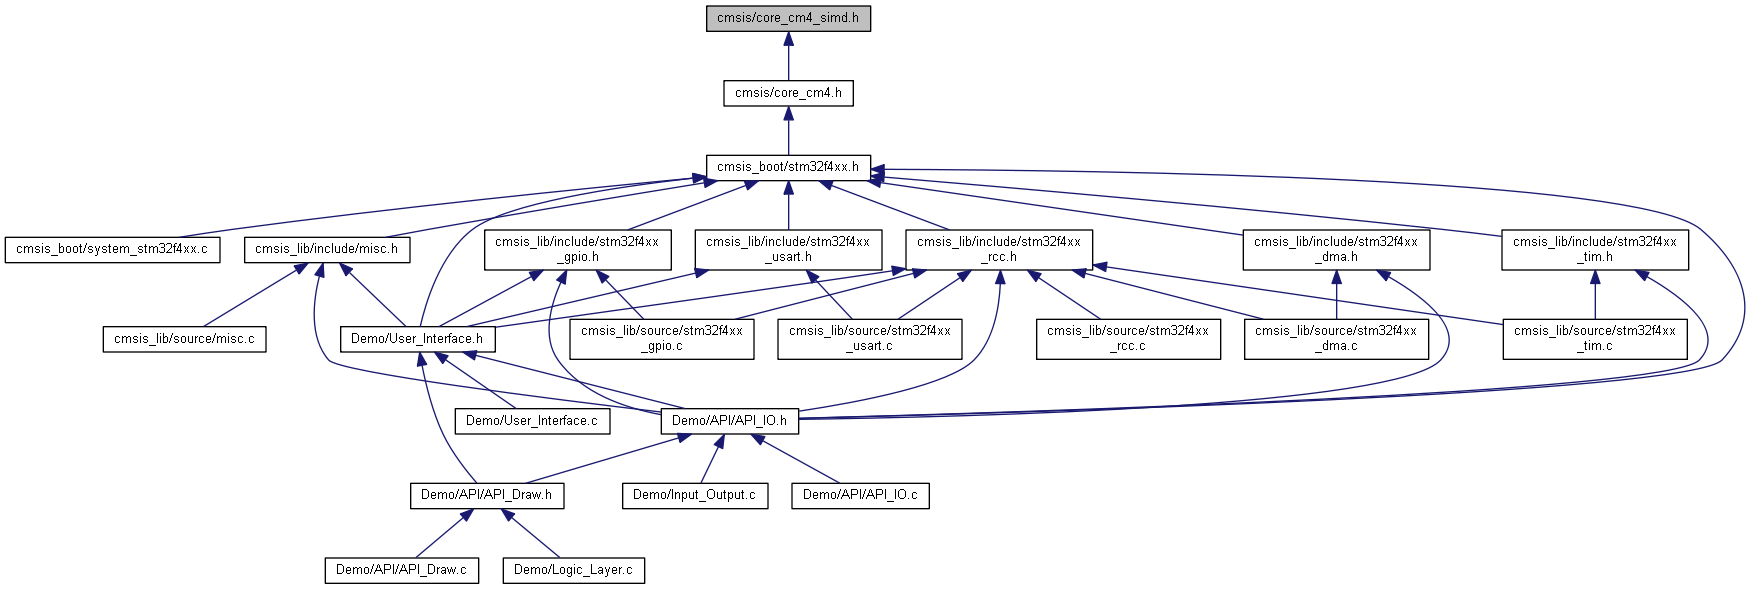 cmsis/core_cm4_simd.h
cmsis/core_cm4.h
cmsis_boot/stm32f4xx.h
cmsis_boot/system_stm32f4xx.c
cmsis_lib/include/misc.h
cmsis_lib/include/stm32f4xx
_gpio.h
cmsis_lib/include/stm32f4xx
_usart.h
cmsis_lib/include/stm32f4xx
_rcc.h
cmsis_lib/include/stm32f4xx
_dma.h
cmsis_lib/include/stm32f4xx
_tim.h
cmsis_lib/source/misc.c
Demo/User_Interface.h
cmsis_lib/source/stm32f4xx
_gpio.c
cmsis_lib/source/stm32f4xx
_usart.c
cmsis_lib/source/stm32f4xx
_rcc.c
cmsis_lib/source/stm32f4xx
_dma.c
cmsis_lib/source/stm32f4xx
_tim.c
Demo/User_Interface.c
Demo/API/API_IO.h
Demo/API/API_Draw.h
Demo/Input_Output.c
Demo/API/API_IO.c
Demo/API/API_Draw.c
Demo/Logic_Layer.c